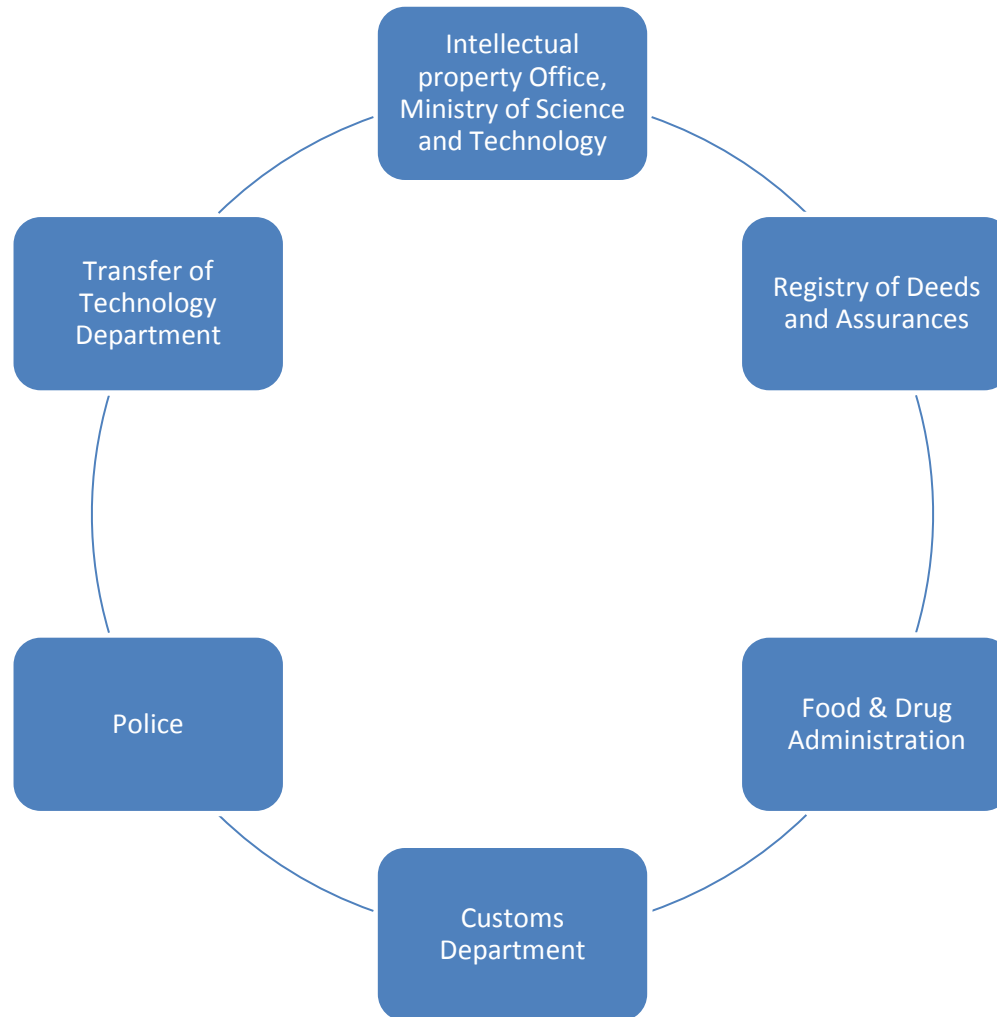 Intellectual
property Office,
Ministry of Science
and Technology
Registry of Deeds
and Assurances
Food & Drug
Administration
Customs
Department
Police
Transfer of
Technology
Department